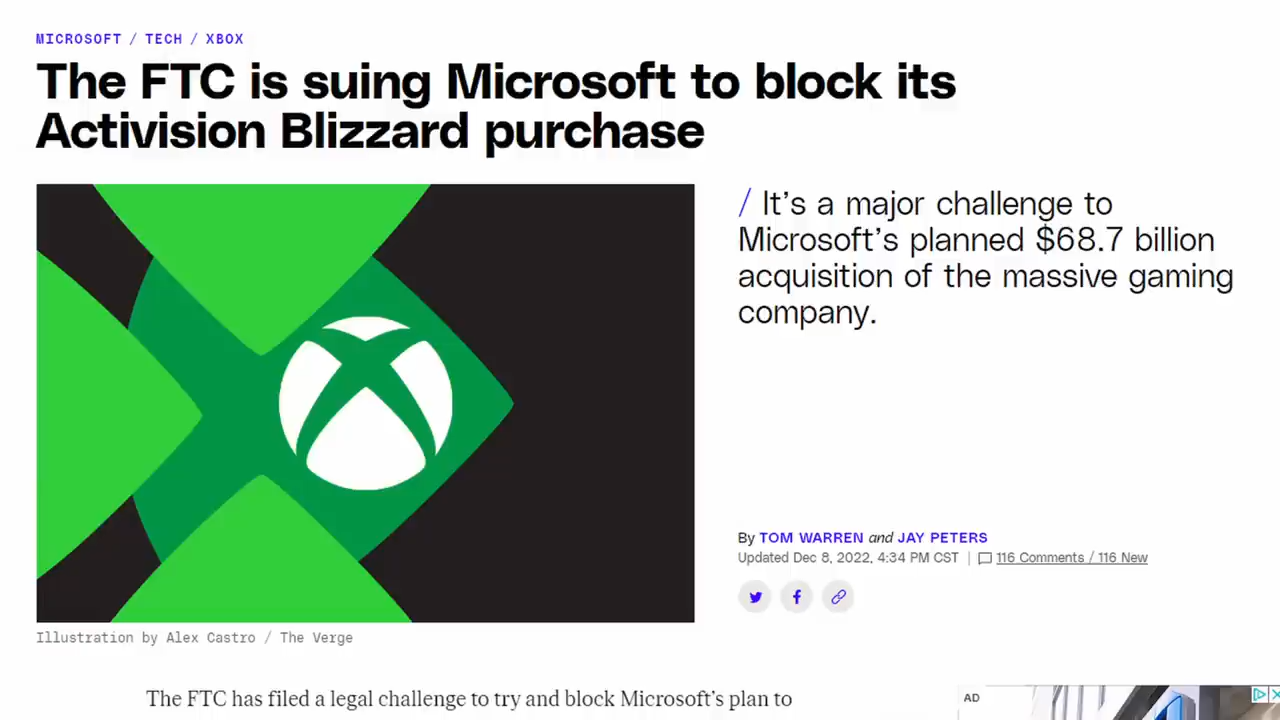 MICROSOFT / TECH / XBOX
The FTC is suing Microsoft to block its
Activision Blizzard purchase
/ It’s a major challenge to
Microsoft’s planned $68.7 billion
acquisition of the massive gaming
company.
By TOM WARREN and JAY PETERS
Updated Dec 8, 2022, 4:34 PM CST | 116 Comments / 116 New
Illustration by Alex Castro / The Verge
The FTC has filed a legal challenge to try and block Microsoft’s plan to
AD